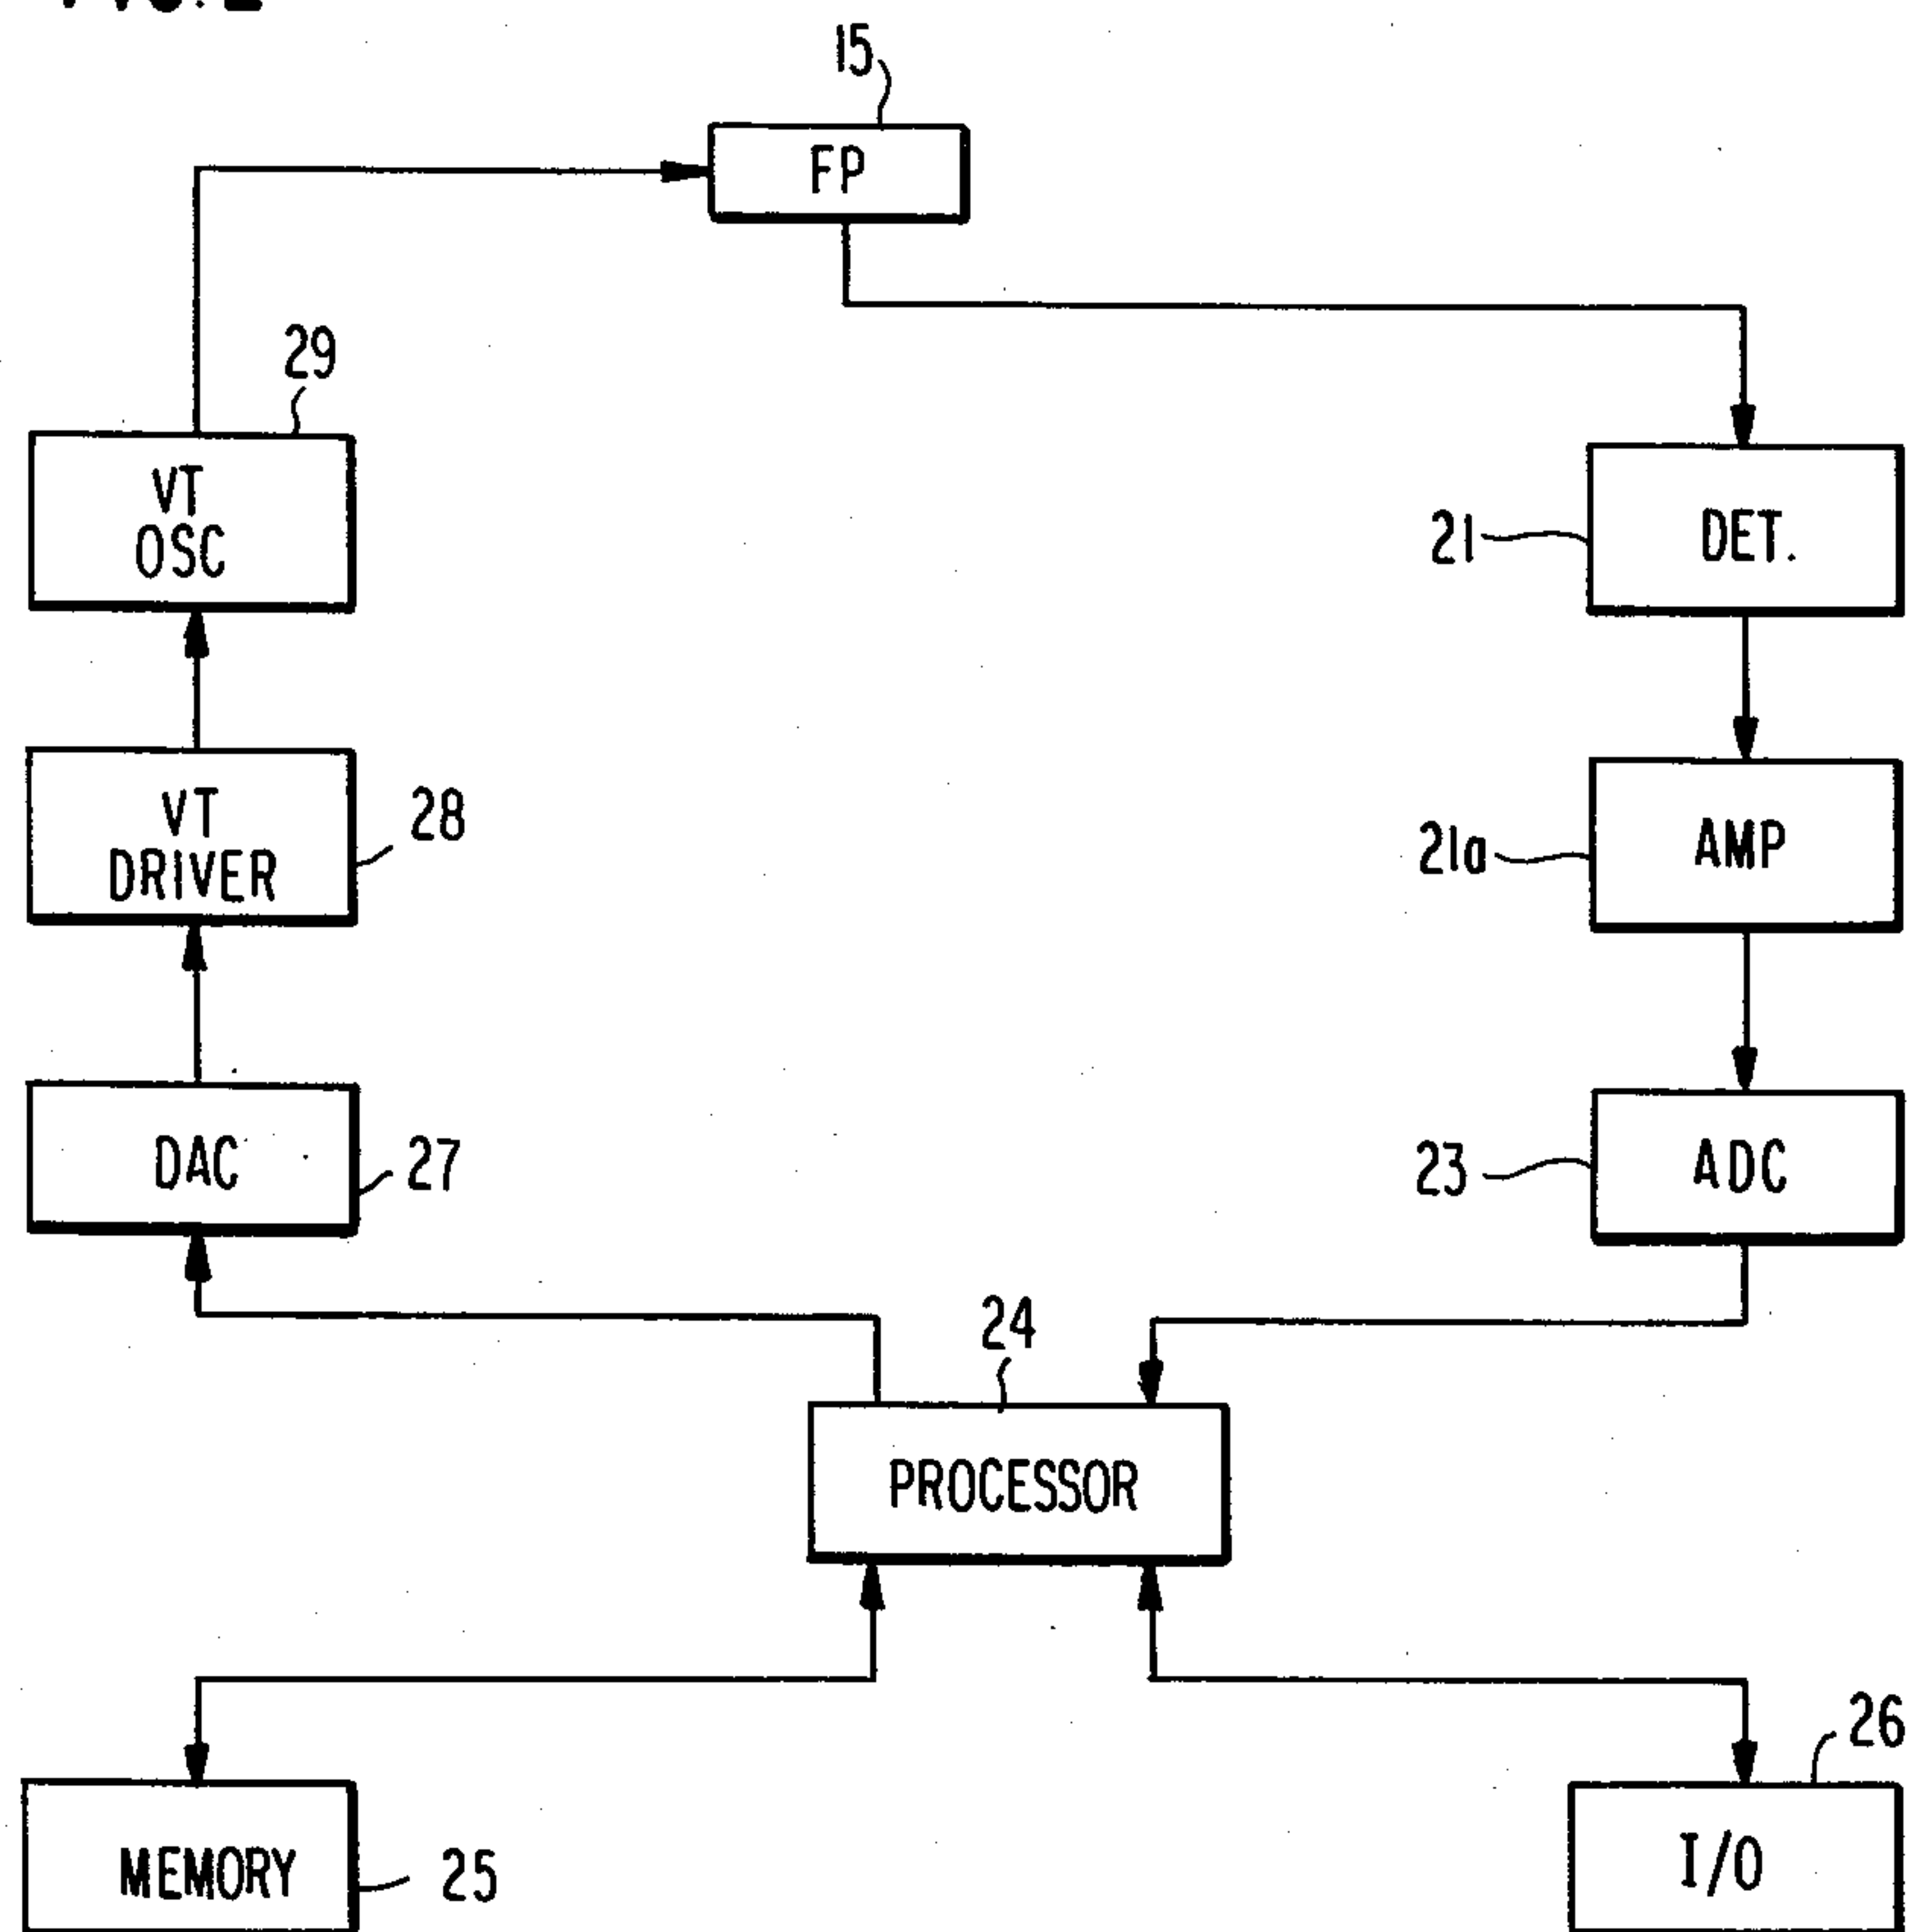 15
FP
29
VT
OSC
21
DET.
VT
DRIVER
28
21a
AMP
DAC
27
23
ADC
24
PROCESSOR
26
MEMORY
25
I/O